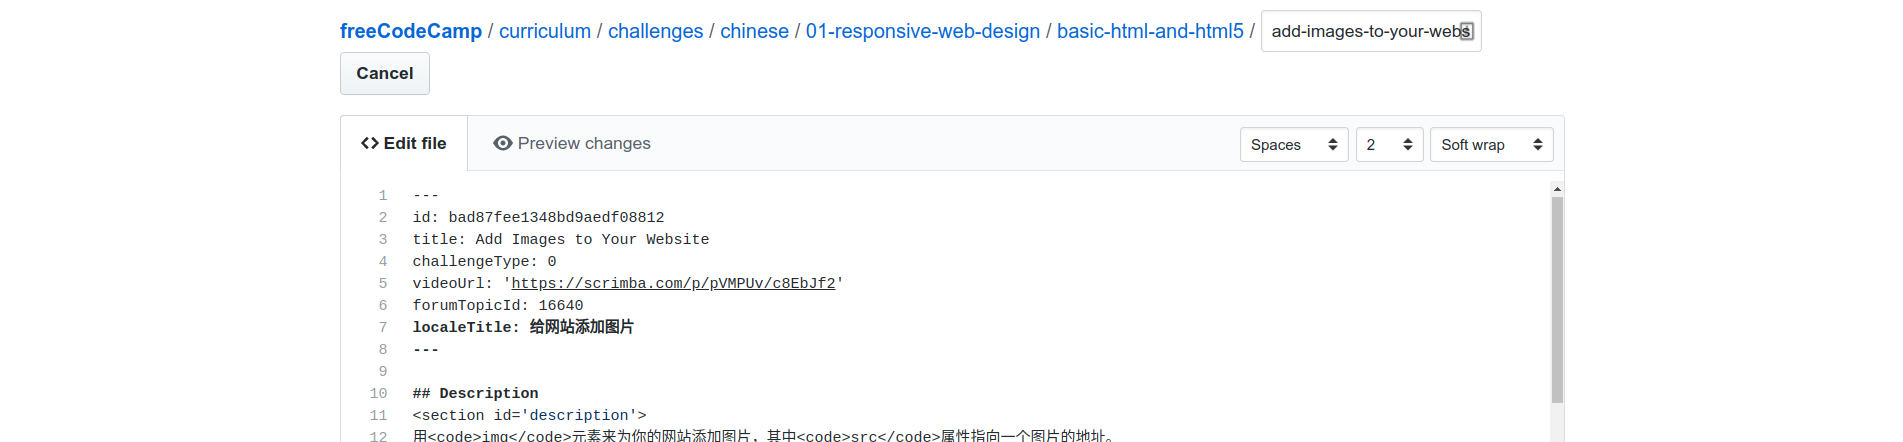 freeCodeCamp / curriculum / challenges / chinese / 01-responsive-web-design / basic-html-and-html5 / add-images-to-your-webs
Cancel
Edit file Preview changes Spaces 2 Soft wrap
1 ---
2 id: bad87fee1348bd9aedf08812
3 title: Add Images to Your Website
4 challengeType: 0
5 videoUrl: 'https://scrimba.com/p/pVMPUv/c8EbJf2'
6 forumTopicId: 16640
7 localeTitle: 给网站添加图片
8 ---
9
10 ## Description
11 <section id='description'>
12 用<code>img</code>元素来为你的网站添加图片，其中<code>src</code>属性指向一个图片的地址。